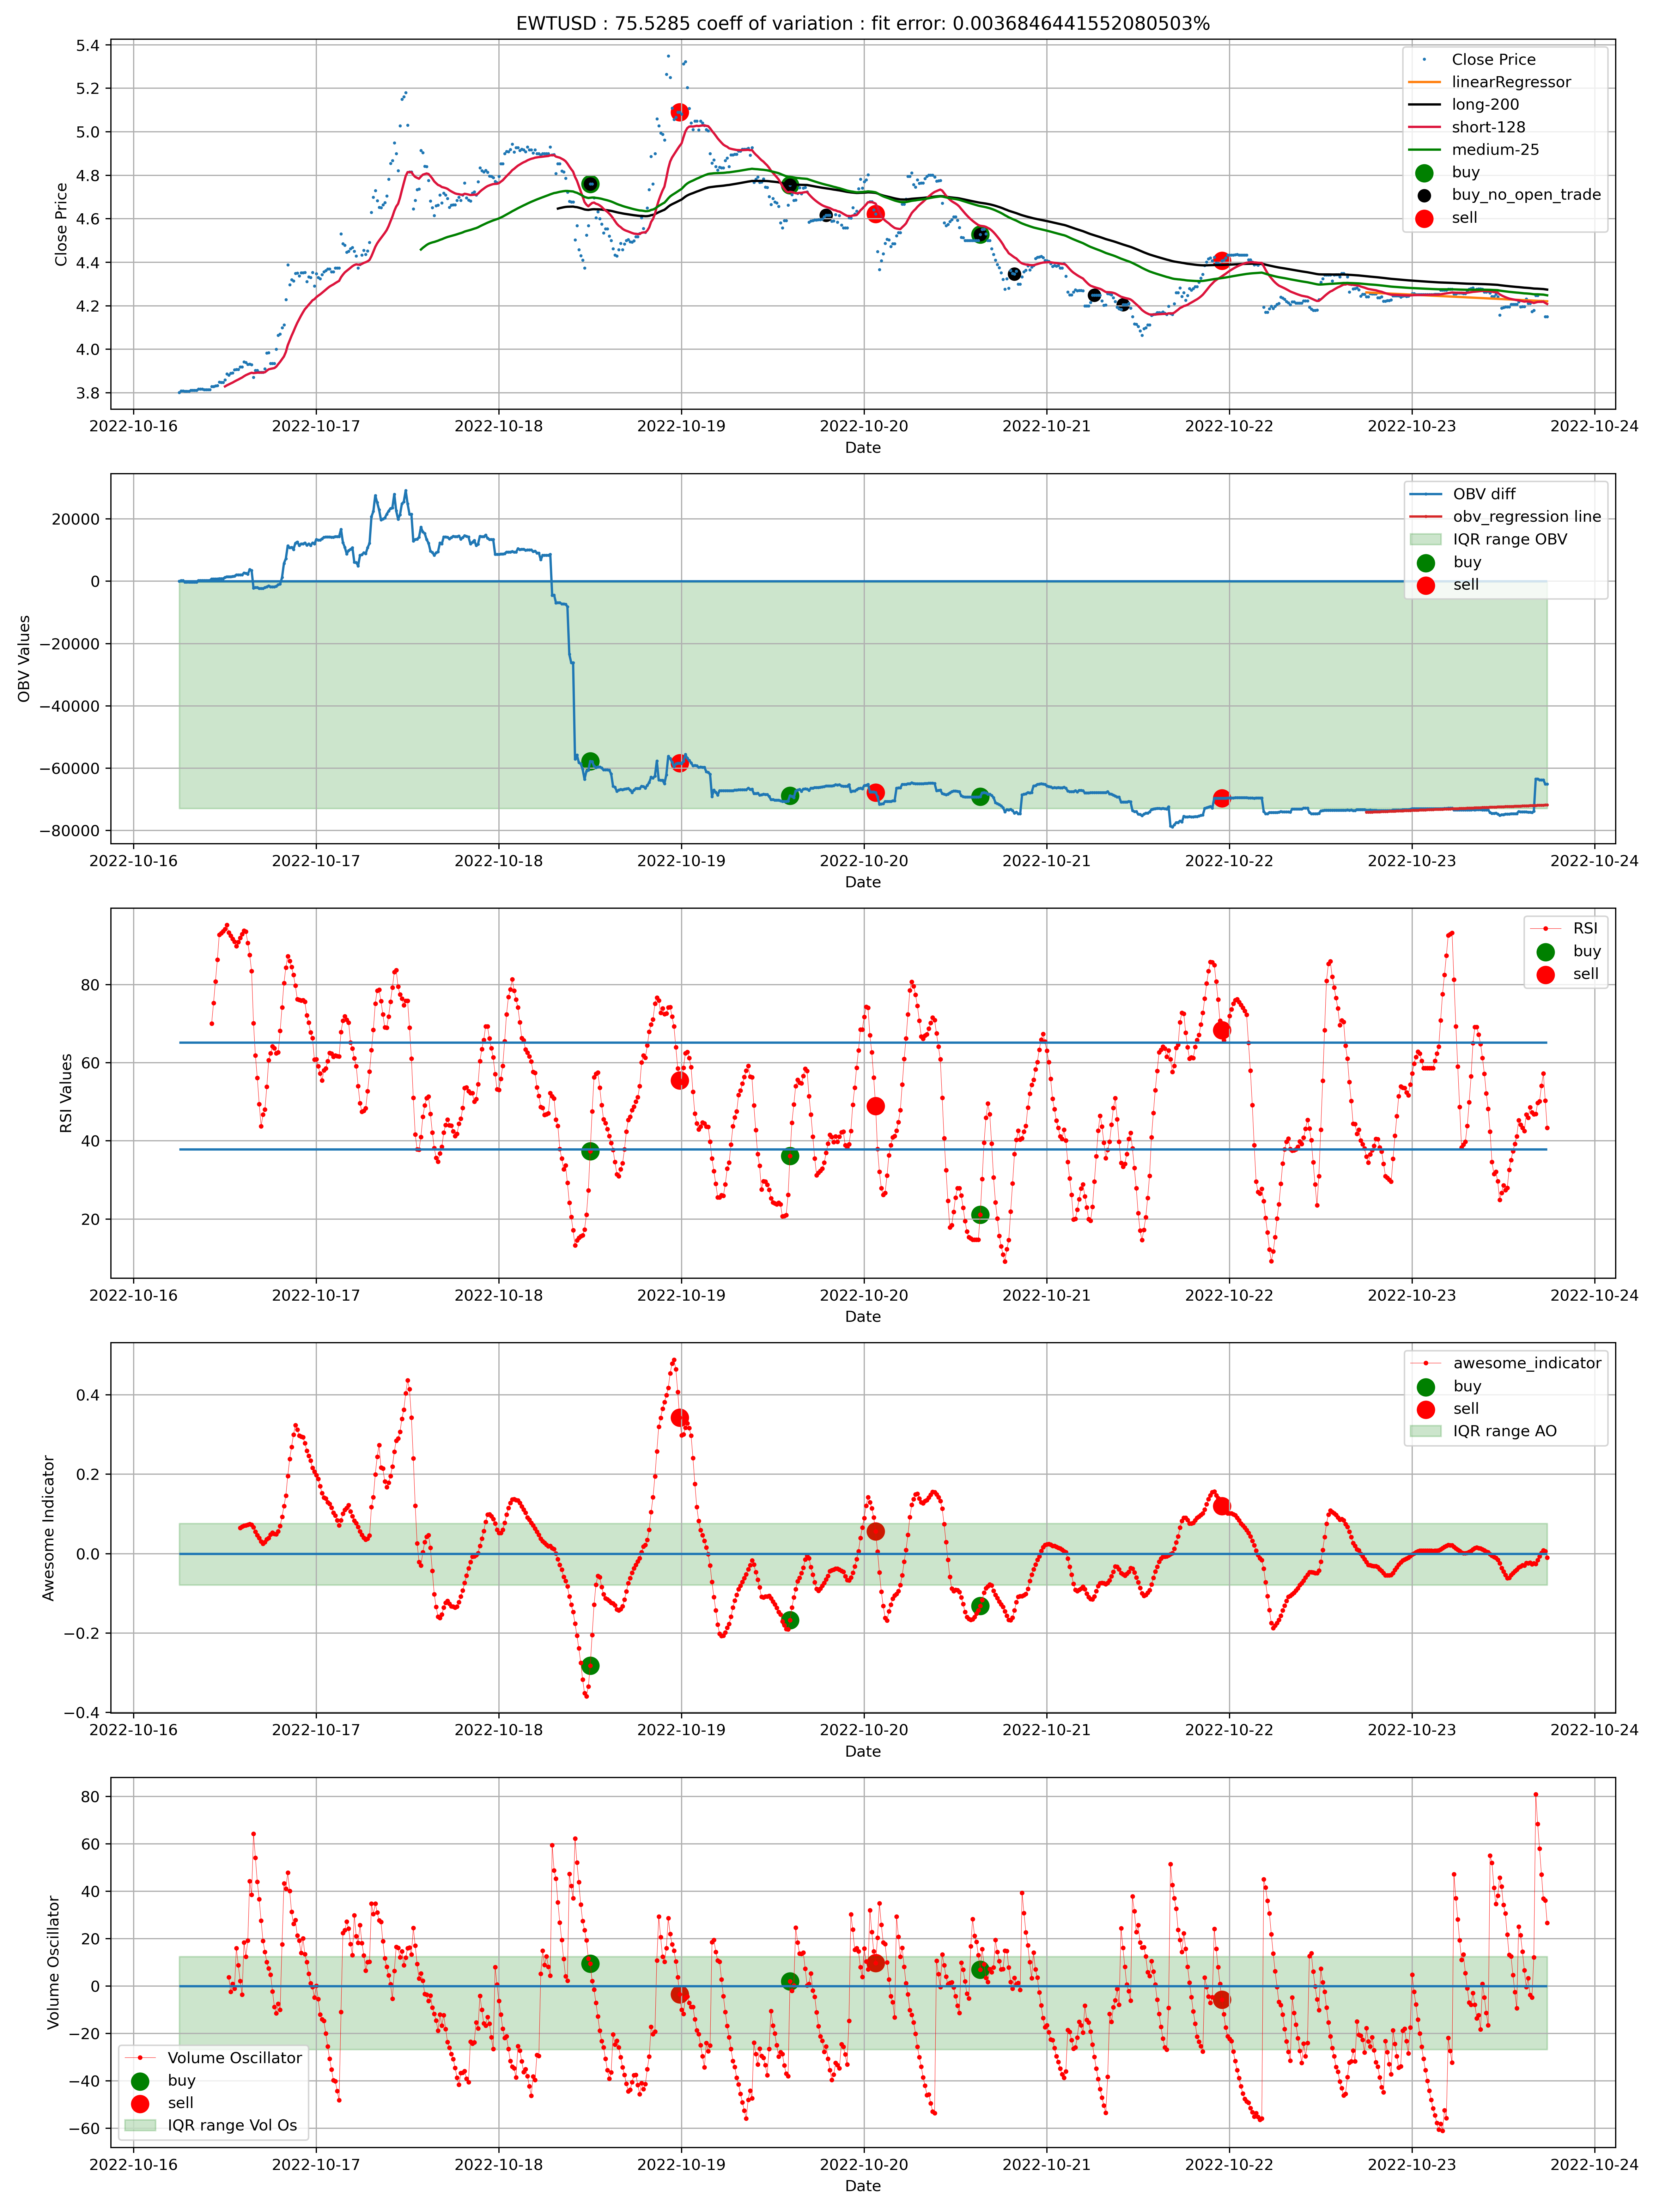 EWTUSD : 75.5285 coeff of variation : fit error: 0.0036846441552080503%
5.4
5.2
5.0
4.8
4.6
4.4
4.2
4.0
3.8
Close Price
Close Price
linearRegressor
long-200
short-128
medium-25
buy
buy_no_open_trade
sell
2022-10-16 2022-10-17 2022-10-18 2022-10-19 2022-10-20 2022-10-21 2022-10-22 2022-10-23 2022-10-24
Date
20000
0
−20000
−40000
−60000
−80000
OBV Values
OBV diff
obv_regression line
IQR range OBV
buy
sell
2022-10-16 2022-10-17 2022-10-18 2022-10-19 2022-10-20 2022-10-21 2022-10-22 2022-10-23 2022-10-24
Date
80
60
40
20
RSI Values
RSI
buy
sell
2022-10-16 2022-10-17 2022-10-18 2022-10-19 2022-10-20 2022-10-21 2022-10-22 2022-10-23 2022-10-24
Date
0.4
0.2
0.0
−0.2
−0.4
Awesome Indicator
awesome_indicator
buy
sell
IQR range AO
2022-10-16 2022-10-17 2022-10-18 2022-10-19 2022-10-20 2022-10-21 2022-10-22 2022-10-23 2022-10-24
Date
80
60
40
20
0
−20
−40
−60
Volume Oscillator
Volume Oscillator
buy
sell
IQR range Vol Os
2022-10-16 2022-10-17 2022-10-18 2022-10-19 2022-10-20 2022-10-21 2022-10-22 2022-10-23 2022-10-24
Date